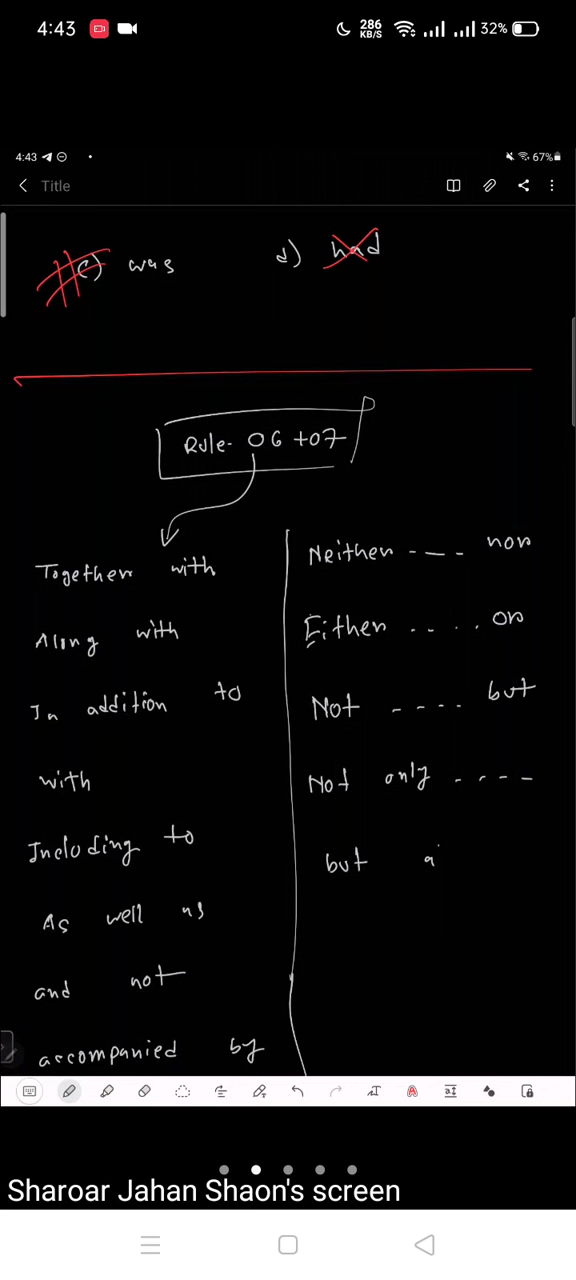 4:43
286
KB/S
32%
4:43
67%
Title
c) was
d) had
Rule- 06 +07
Together with
Along with
In addition to
with
Including to
As well as
and not
accompanied by
Neither ---- nor
Either .... or
Not ---- but
Not only ----
but a
Sharoar Jahan Shaon's screen